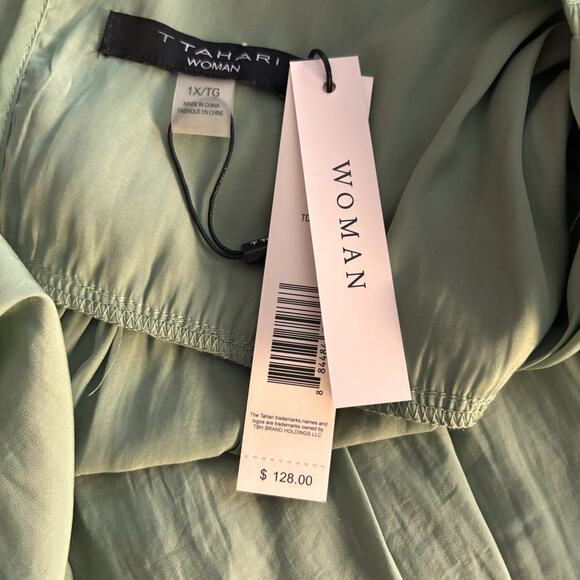 T TAHARI
WOMAN
1X/TG
MADE IN CHINA
FABRIQUÉ EN CHINE
WOMAN
The Tahari trademarks,names and
logos are trademarks owned by
TBH BRAND HOLDINGS LLC
$ 128.00